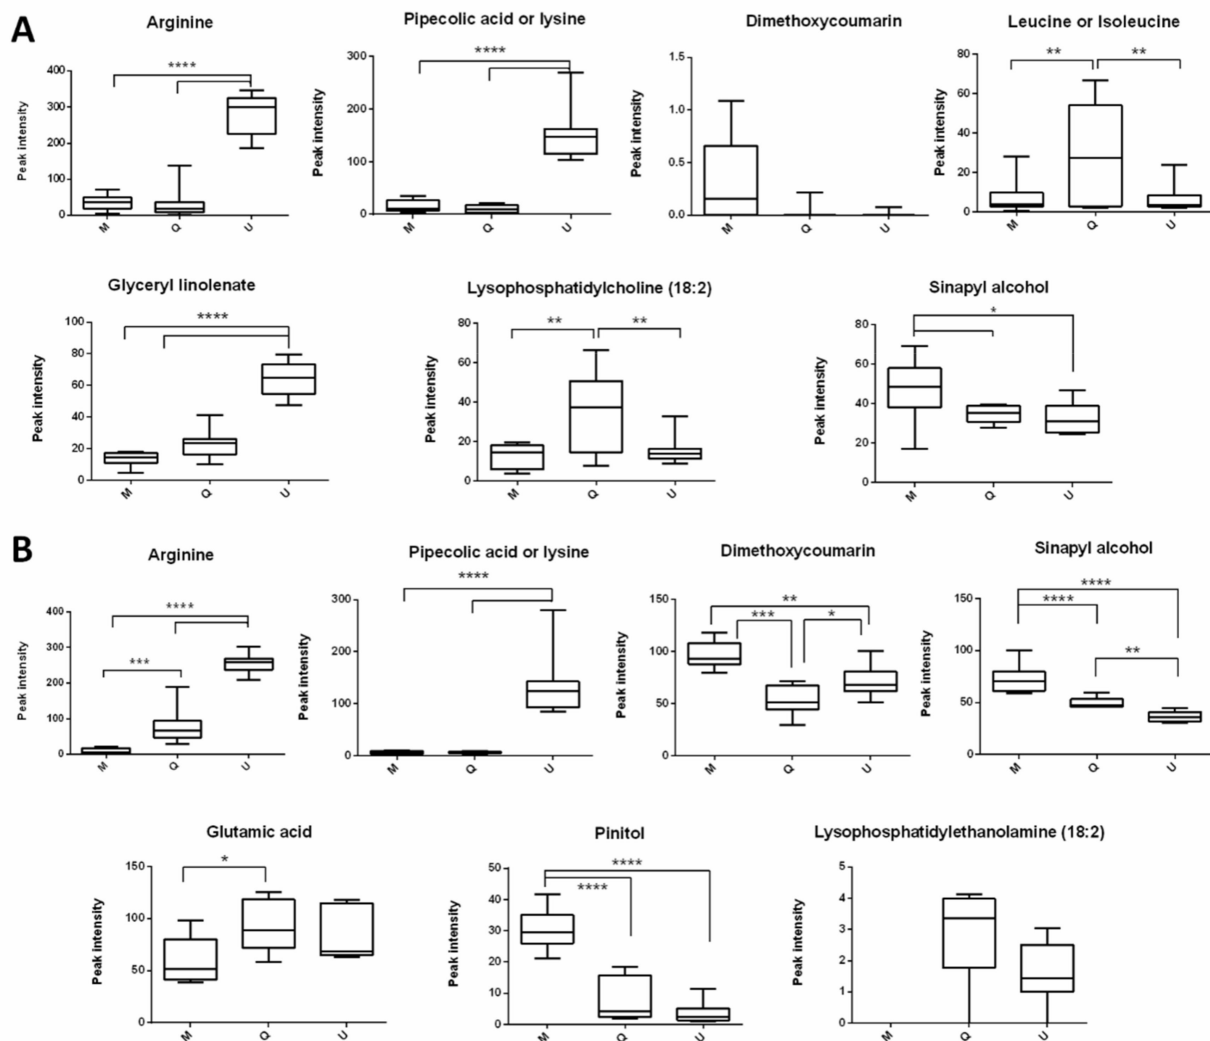 A
Arginine
Peak intensity
400
300
200
100
0
****
M Q U
Pipecolic acid or lysine
Peak intensity
300
200
100
0
****
M Q U
Dimethoxycoumarin
Peak intensity
1.5
1.0
0.5
0.0
M Q U
Leucine or Isoleucine
Peak intensity
80
60
40
20
0
** **
M Q U
Glyceryl linolenate
Peak intensity
100
80
60
40
20
0
****
M Q U
Lysophosphatidylcholine (18:2)
Peak intensity
80
60
40
20
0
** **
M Q U
Sinapyl alcohol
Peak intensity
80
60
40
20
0
*
M Q U
B
Arginine
Peak intensity
400
300
200
100
0
****
***
M Q U
Pipecolic acid or lysine
Peak intensity
300
200
100
0
****
M Q U
Dimethoxycoumarin
Peak intensity
150
100
50
0
**
*** *
M Q U
Sinapyl alcohol
Peak intensity
150
100
50
0
****
****
**
M Q U
Glutamic acid
Peak intensity
150
100
50
0
*
M Q U
Pinitol
Peak intensity
50
40
30
20
10
0
****
****
M Q U
Lysophosphatidylethanolamine (18:2)
Peak intensity
5
4
3
2
1
0
M Q U